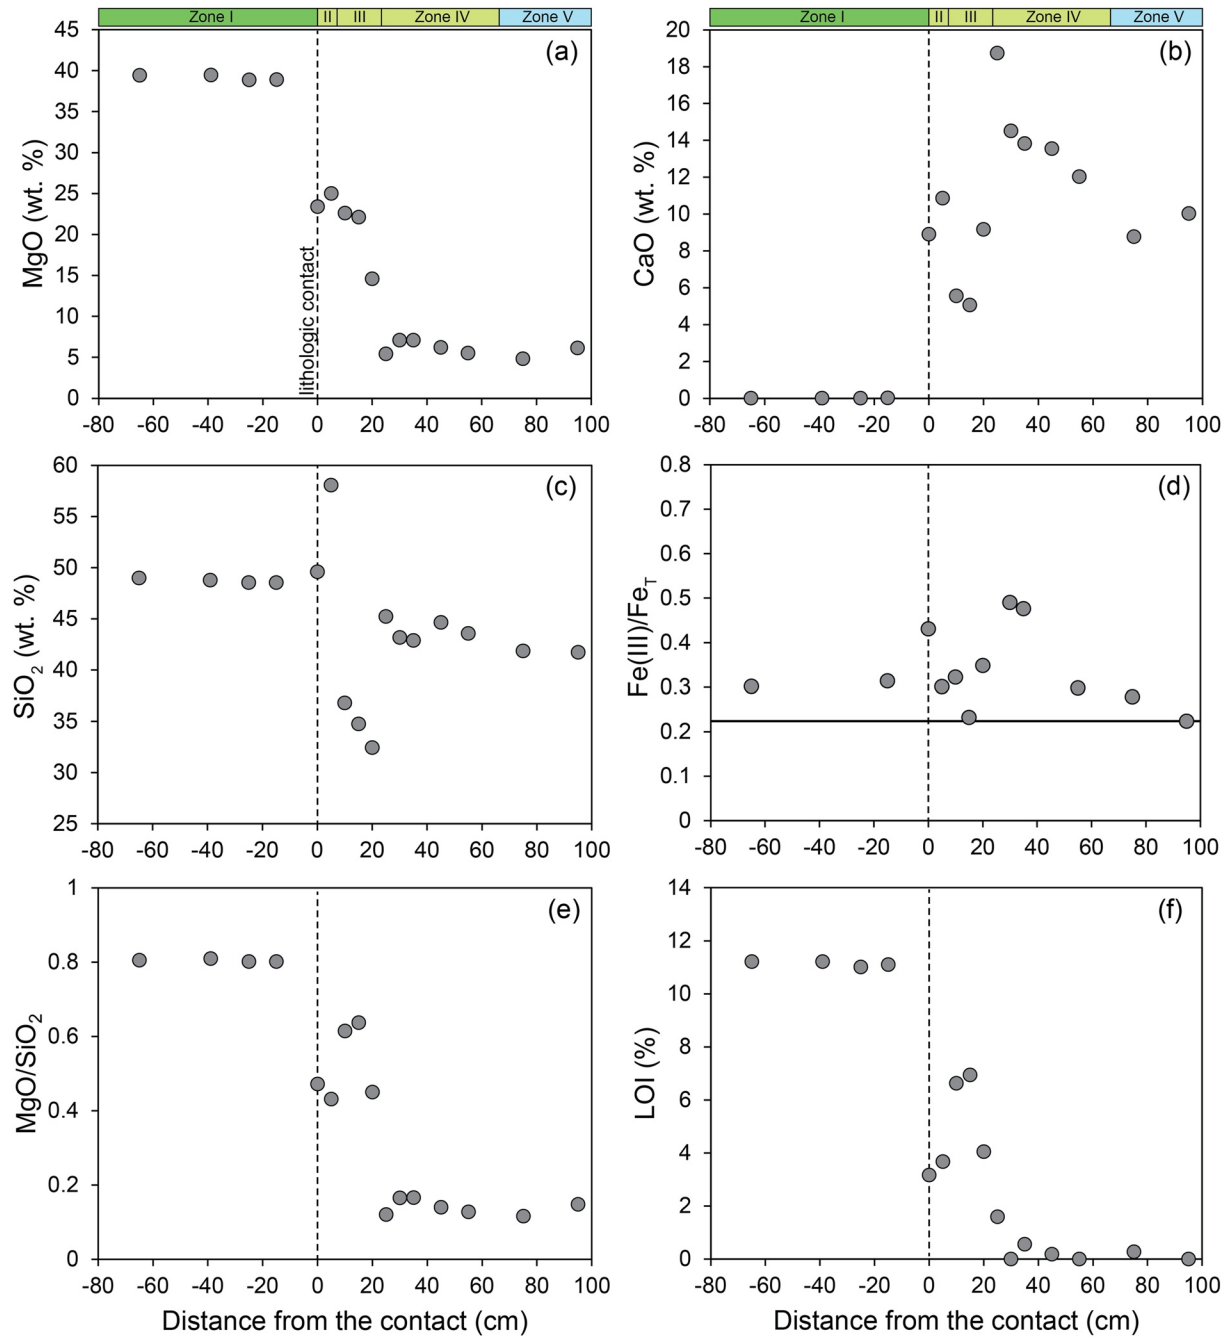 Zone I II III Zone IV Zone V
Zone I II III Zone IV Zone V
(a)
MgO (wt. %)
45
40
35
30
25
20
15
10
5
0
lithologic contact
-80 -60 -40 -20 0 20 40 60 80 100
(b)
CaO (wt. %)
20
18
16
14
12
10
8
6
4
2
0
-80 -60 -40 -20 0 20 40 60 80 100
(c)
SiO₂ (wt. %)
60
55
50
45
40
35
30
25
-80 -60 -40 -20 0 20 40 60 80 100
(d)
Fe(III)/Fe_T
0.8
0.7
0.6
0.5
0.4
0.3
0.2
0.1
0
-80 -60 -40 -20 0 20 40 60 80 100
(e)
MgO/SiO₂
1
0.8
0.6
0.4
0.2
0
-80 -60 -40 -20 0 20 40 60 80 100
Distance from the contact (cm)
(f)
LOI (%)
14
12
10
8
6
4
2
0
-80 -60 -40 -20 0 20 40 60 80 100
Distance from the contact (cm)